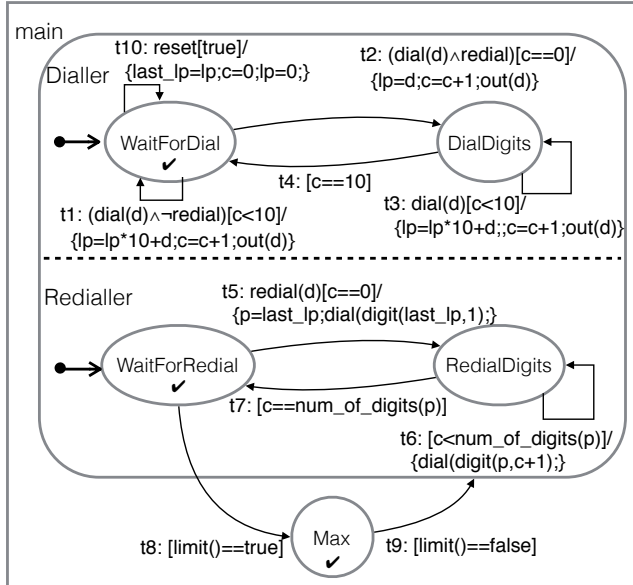 main
Dialler
t10: reset[true]/
{last_lp=lp;c=0;lp=0;}
t2: (dial(d)∧redial)[c==0]/
{lp=d;c=c+1;out(d)}
WaitForDial
✔
DialDigits
t4: [c==10]
t1: (dial(d)∧¬redial)[c<10]/
{lp=lp*10+d;c=c+1;out(d)}
t3: dial(d)[c<10]/
{lp=lp*10+d;;c=c+1;out(d)}
Redialler
t5: redial(d)[c==0]/
{p=last_lp;dial(digit(last_lp,1);}
WaitForRedial
✔
RedialDigits
t7: [c==num_of_digits(p)]
t6: [c<num_of_digits(p)]/
{dial(digit(p,c+1);}
t8: [limit()==true]
Max
✔
t9: [limit()==false]